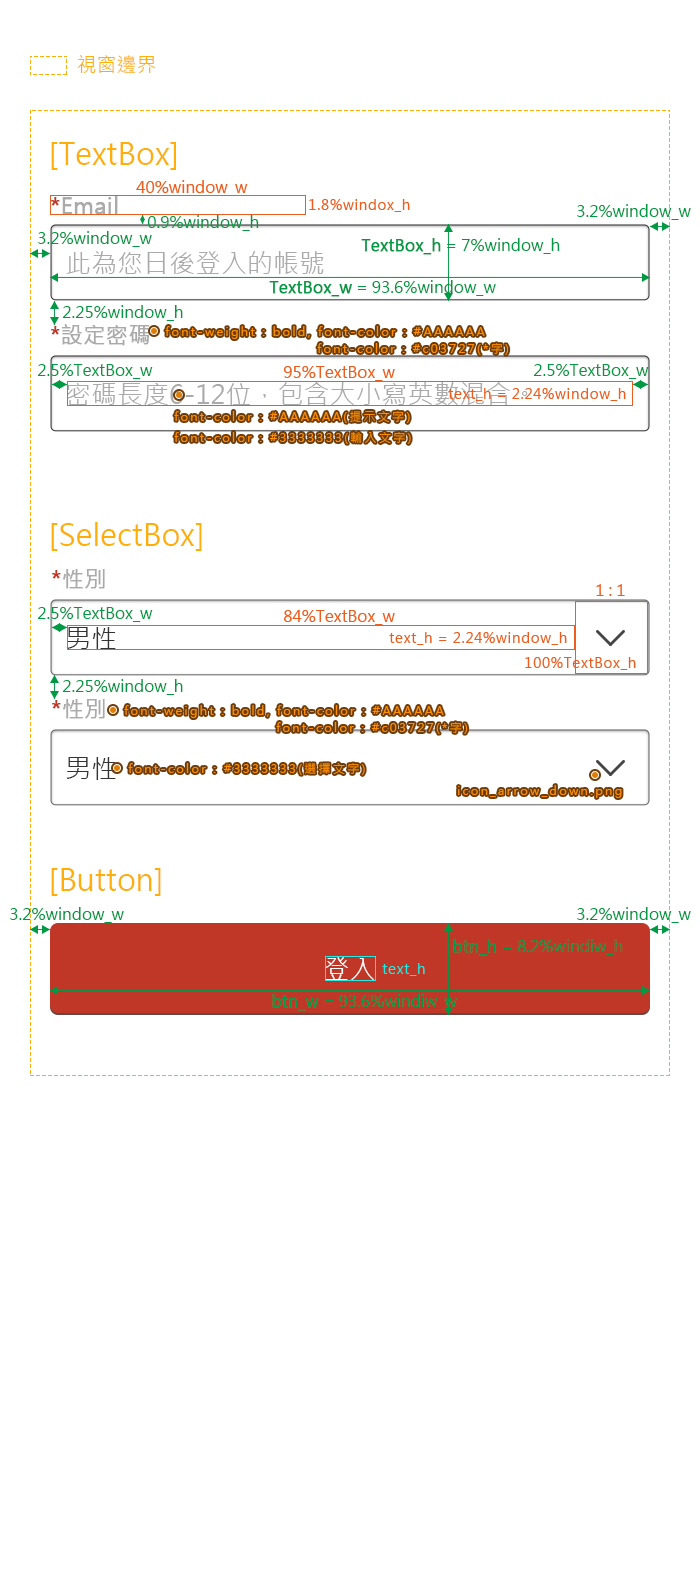 視窗邊界
[TextBox]
40%window_w
*Email
1.8%windox_h
3.2%window_w
0.9%window_h
3.2%window_w
TextBox_h = 7%window_h
此為您日後登入的帳號
TextBox_w = 93.6%window_w
2.25%window_h
*設定密碼
font-weight : bold, font-color : #AAAAAA
font-color : #c03727(*字)
2.5%TextBox_w
95%TextBox_w
2.5%TextBox_w
密碼長度6-12位，包含大小寫英數混合。
text_h = 2.24%window_h
font-color : #AAAAAA(提示文字)
font-color : #3333333(輸入文字)
[SelectBox]
*性別
1 : 1
2.5%TextBox_w
84%TextBox_w
男性
text_h = 2.24%window_h
100%TextBox_h
2.25%window_h
*性別
font-weight : bold, font-color : #AAAAAA
font-color : #c03727(*字)
男性
font-color : #3333333(選擇文字)
icon_arrow_down.png
[Button]
3.2%window_w
3.2%window_w
btn_h = 8.2%windiw_h
登入
text_h
btn_w = 93.6%windiw_w